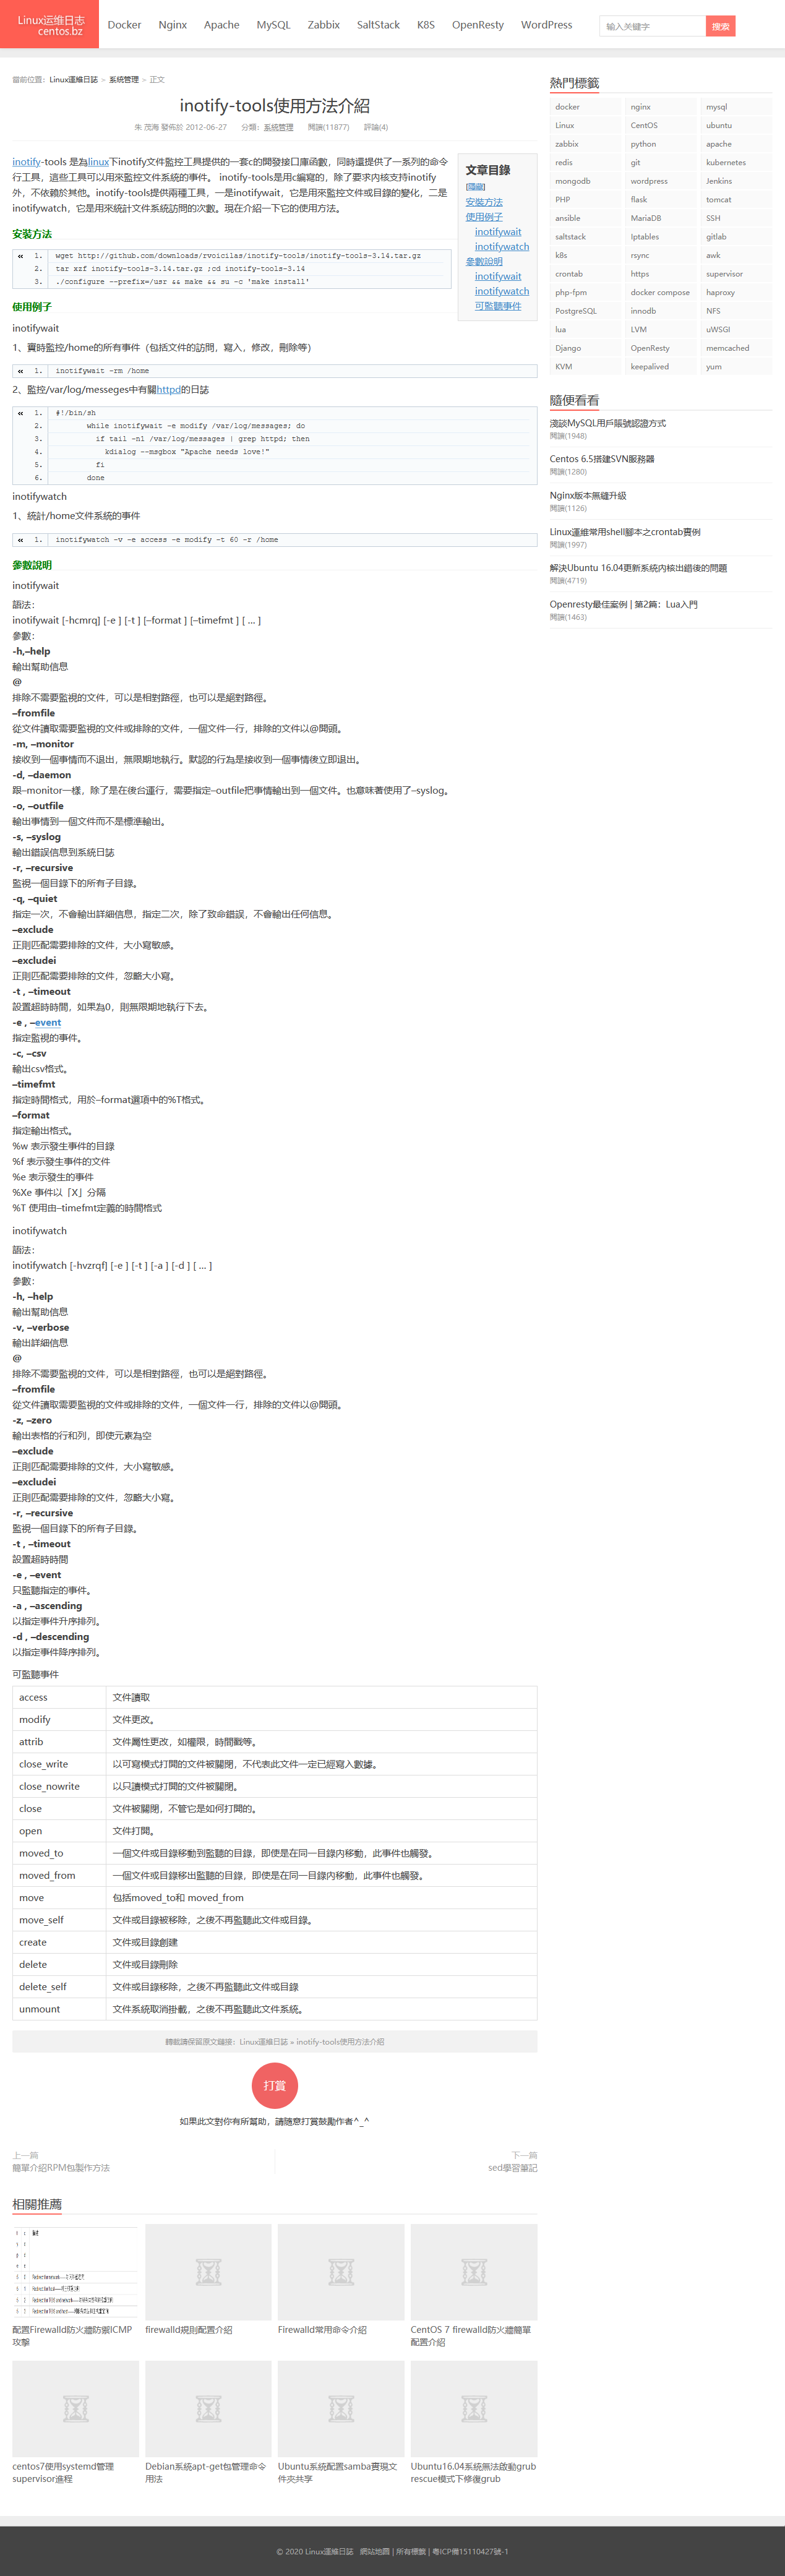 Linux运维日志
centos.bz
Docker
Nginx
Apache
MySQL
Zabbix
SaltStack
K8S
OpenResty
WordPress
输入关键字
搜索
當前位置：Linux運維日誌 > 系統管理 > 正文
inotify-tools使用方法介紹
朱 茂海 發佈於 2012-06-27 分類：系統管理 閱讀(11877) 評論(4)
inotify-tools 是為linux下inotify文件監控工具提供的一套c的開發接口庫函數，同時還提供了一系列的命令
行工具，這些工具可以用來監控文件系統的事件。 inotify-tools是用c編寫的，除了要求內核支持inotify
外，不依賴於其他。inotify-tools提供兩種工具，一是inotifywait，它是用來監控文件或目錄的變化，二是
inotifywatch，它是用來統計文件系統訪問的次數。現在介紹一下它的使用方法。
文章目錄
[隱藏]
安裝方法
使用例子
inotifywait
inotifywatch
參數說明
inotifywait
inotifywatch
可監聽事件
安裝方法
1. wget http://github.com/downloads/rvoicilas/inotify-tools/inotify-tools-3.14.tar.gz
2. tar xzf inotify-tools-3.14.tar.gz ;cd inotify-tools-3.14
3. ./configure --prefix=/usr && make && su -c 'make install'
使用例子
inotifywait
1、實時監控/home的所有事件（包括文件的訪問，寫入，修改，刪除等）
1. inotifywait -rm /home
2、監控/var/log/messeges中有關httpd的日誌
1. #!/bin/sh
2. while inotifywait -e modify /var/log/messages; do
3. if tail -n1 /var/log/messages | grep httpd; then
4. kdialog --msgbox "Apache needs love!"
5. fi
6. done
inotifywatch
1、統計/home文件系統的事件
1. inotifywatch -v -e access -e modify -t 60 -r /home
參數說明
inotifywait
語法：
inotifywait [-hcmrq] [-e ] [-t ] [–format ] [–timefmt ] [ … ]
參數：
-h,–help
輸出幫助信息
@
排除不需要監視的文件，可以是相對路徑，也可以是絕對路徑。
–fromfile
從文件讀取需要監視的文件或排除的文件，一個文件一行，排除的文件以@開頭。
-m, –monitor
接收到一個事情而不退出，無限期地執行。默認的行為是接收到一個事情後立即退出。
-d, –daemon
跟–monitor一樣，除了是在後台運行，需要指定–outfile把事情輸出到一個文件。也意味著使用了–syslog。
-o, –outfile
輸出事情到一個文件而不是標準輸出。
-s, –syslog
輸出錯誤信息到系統日誌
-r, –recursive
監視一個目錄下的所有子目錄。
-q, –quiet
指定一次，不會輸出詳細信息，指定二次，除了致命錯誤，不會輸出任何信息。
–exclude
正則匹配需要排除的文件，大小寫敏感。
–excludei
正則匹配需要排除的文件，忽略大小寫。
-t , –timeout
設置超時時間，如果為0，則無限期地執行下去。
-e , –event
指定監視的事件。
-c, –csv
輸出csv格式。
–timefmt
指定時間格式，用於–format選項中的%T格式。
–format
指定輸出格式。
%w 表示發生事件的目錄
%f 表示發生事件的文件
%e 表示發生的事件
%Xe 事件以「X」分隔
%T 使用由–timefmt定義的時間格式
inotifywatch
語法：
inotifywatch [-hvzrqf] [-e ] [-t ] [-a ] [-d ] [ … ]
參數：
-h, –help
輸出幫助信息
-v, –verbose
輸出詳細信息
@
排除不需要監視的文件，可以是相對路徑，也可以是絕對路徑。
–fromfile
從文件讀取需要監視的文件或排除的文件，一個文件一行，排除的文件以@開頭。
-z, –zero
輸出表格的行和列，即使元素為空
–exclude
正則匹配需要排除的文件，大小寫敏感。
–excludei
正則匹配需要排除的文件，忽略大小寫。
-r, –recursive
監視一個目錄下的所有子目錄。
-t , –timeout
設置超時時間
-e , –event
只監聽指定的事件。
-a , –ascending
以指定事件升序排列。
-d , –descending
以指定事件降序排列。
可監聽事件
access 文件讀取
modify 文件更改。
attrib 文件屬性更改，如權限，時間戳等。
close_write 以可寫模式打開的文件被關閉，不代表此文件一定已經寫入數據。
close_nowrite 以只讀模式打開的文件被關閉。
close 文件被關閉，不管它是如何打開的。
open 文件打開。
moved_to 一個文件或目錄移動到監聽的目錄，即使是在同一目錄內移動，此事件也觸發。
moved_from 一個文件或目錄移出監聽的目錄，即使是在同一目錄內移動，此事件也觸發。
move 包括moved_to和 moved_from
move_self 文件或目錄被移除，之後不再監聽此文件或目錄。
create 文件或目錄創建
delete 文件或目錄刪除
delete_self 文件或目錄移除，之後不再監聽此文件或目錄
unmount 文件系統取消掛載，之後不再監聽此文件系統。
轉載請保留原文鏈接：Linux運維日誌 » inotify-tools使用方法介紹
打賞
如果此文對你有所幫助，請隨意打賞鼓勵作者^_^
上一篇
簡單介紹RPM包製作方法
下一篇
sed學習筆記
相關推薦
配置Firewalld防火牆防禦ICMP
攻擊
firewalld規則配置介紹
Firewalld常用命令介紹
CentOS 7 firewalld防火牆簡單
配置介紹
centos7使用systemd管理
supervisor進程
Debian系統apt-get包管理命令
用法
Ubuntu系統配置samba實現文
件夾共享
Ubuntu16.04系統無法啟動grub
rescue模式下修復grub
熱門標籤
docker nginx mysql
Linux CentOS ubuntu
zabbix python apache
redis git kubernetes
mongodb wordpress Jenkins
PHP flask tomcat
ansible MariaDB SSH
saltstack Iptables gitlab
k8s rsync awk
crontab https supervisor
php-fpm docker compose haproxy
PostgreSQL innodb NFS
lua LVM uWSGI
Django OpenResty memcached
KVM keepalived yum
隨便看看
淺談MySQL用戶賬號認證方式
閱讀(1948)
Centos 6.5搭建SVN服務器
閱讀(1280)
Nginx版本無縫升級
閱讀(1126)
Linux運維常用shell腳本之crontab實例
閱讀(1997)
解決Ubuntu 16.04更新系統內核出錯後的問題
閱讀(4719)
Openresty最佳案例 | 第2篇：Lua入門
閱讀(1463)
© 2020 Linux運維日誌 網站地圖 | 所有標籤 | 粵ICP備15110427號-1